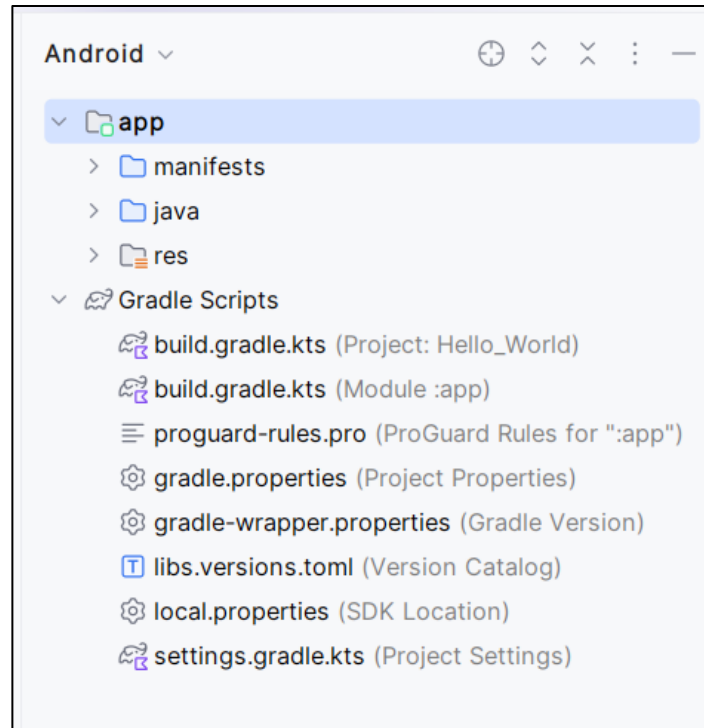 Android
app
manifests
java
res
Gradle Scripts
build.gradle.kts (Project: Hello_World)
build.gradle.kts (Module :app)
proguard-rules.pro (ProGuard Rules for ":app")
gradle.properties (Project Properties)
gradle-wrapper.properties (Gradle Version)
libs.versions.toml (Version Catalog)
local.properties (SDK Location)
settings.gradle.kts (Project Settings)